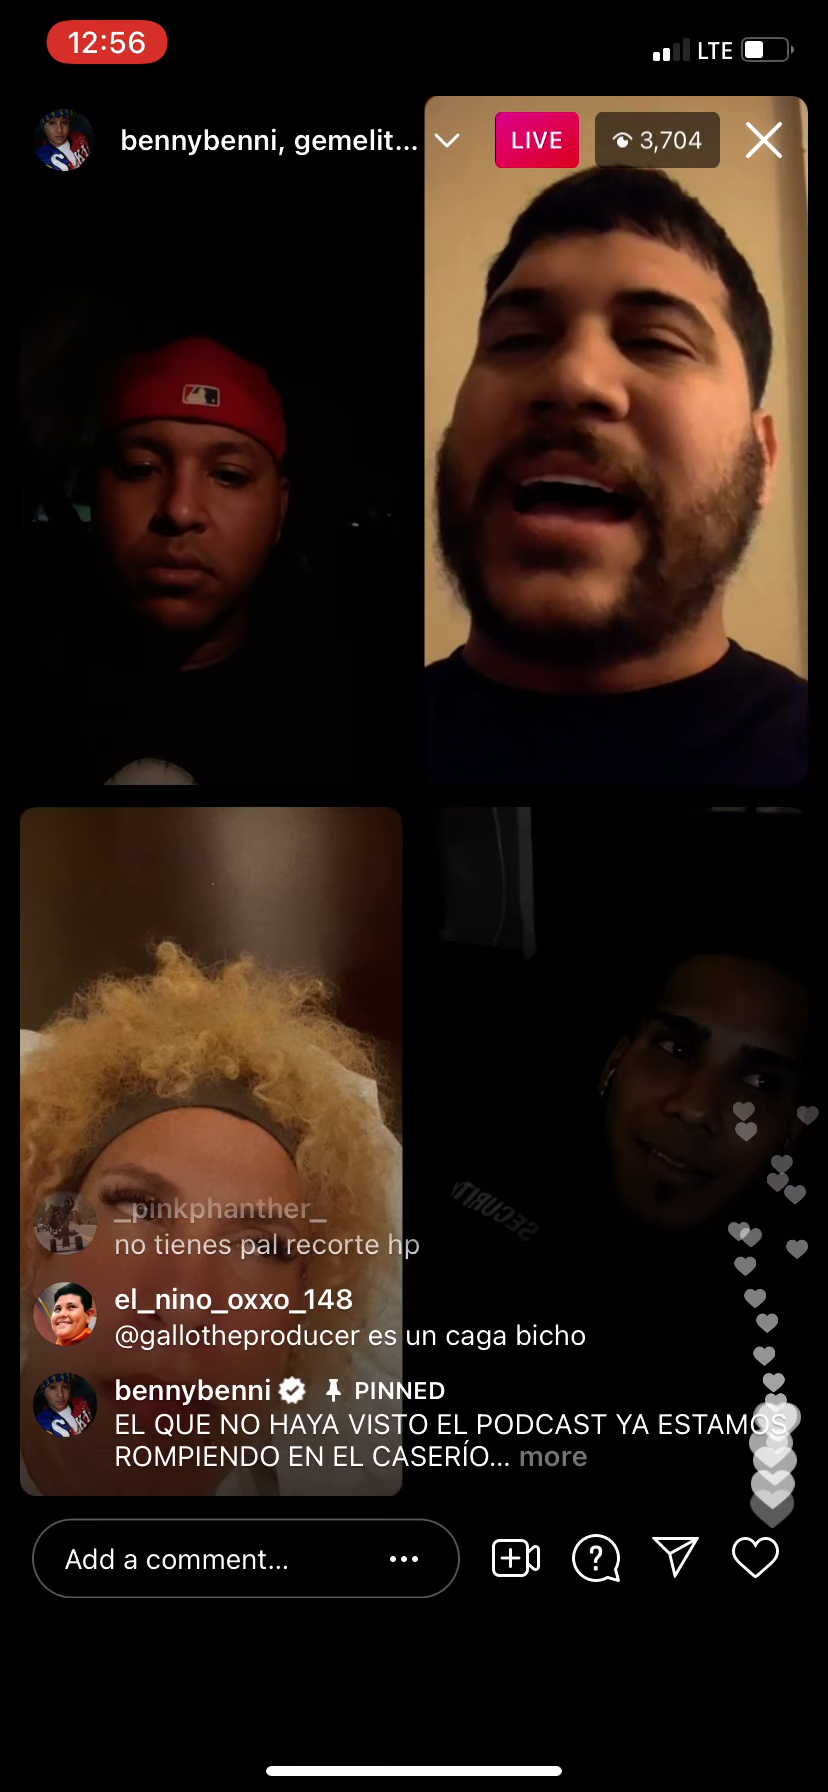 12:56
LTE
bennybenni, gemelit...
LIVE
3,704
SECURITY
_pinkphanther_
no tienes pal recorte hp
el_nino_oxxo_148
@gallotheproducer es un caga bicho
bennybenni PINNED
EL QUE NO HAYA VISTO EL PODCAST YA ESTAMOS
ROMPIENDO EN EL CASERÍO... more
Add a comment...